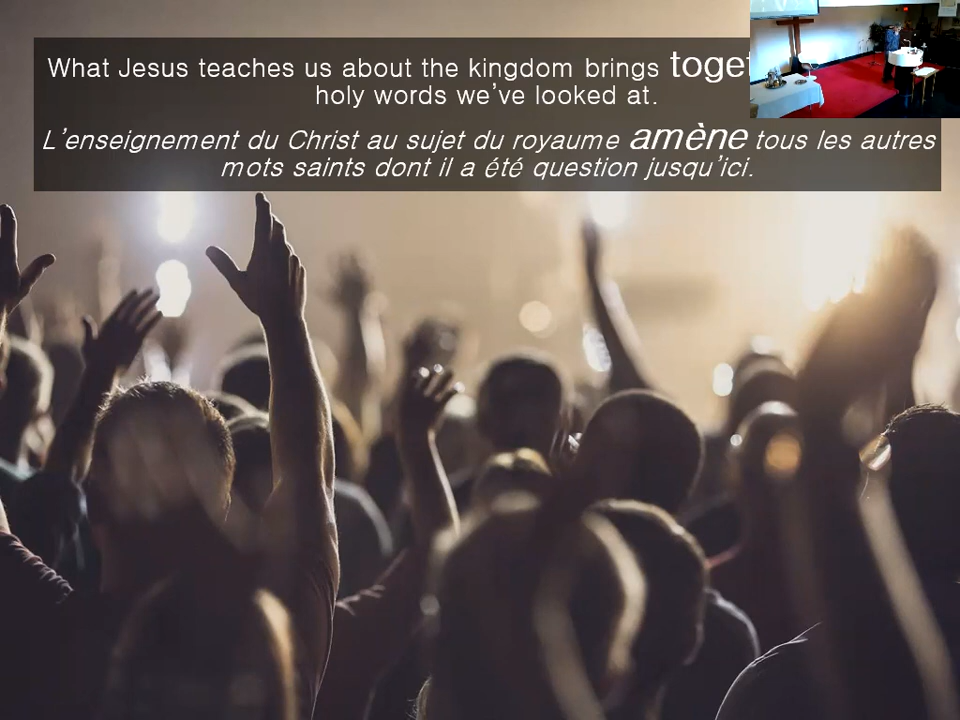 What Jesus teaches us about the kingdom brings
holy words we’ve looked at.
L’enseignement du Christ au sujet du royaume amène tous les autres
mots saints dont il a été question jusqu’ici.